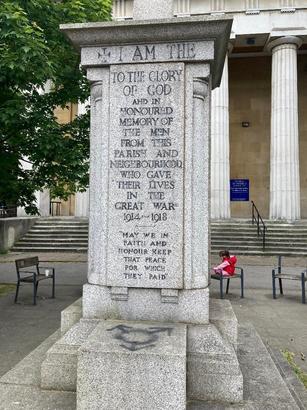 ✠ I AM THE
TO THE GLORY
OF GOD
AND IN
HONOURED
MEMORY OF
THE MEN
FROM THIS
PARISH AND
NEIGHBOURHOOD
WHO GAVE
THEIR LIVES
IN THE
GREAT WAR
1914~1918
"MAY WE IN
FAITH AND
HONOUR KEEP
THAT PEACE
FOR WHICH
THEY PAID"